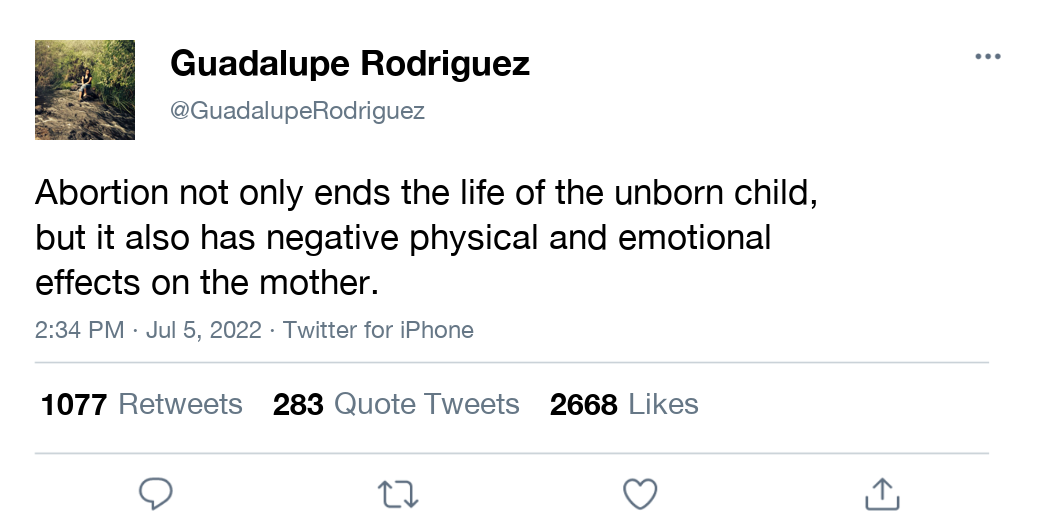 Guadalupe Rodriguez
@GuadalupeRodriguez
Abortion not only ends the life of the unborn child,
but it also has negative physical and emotional
effects on the mother.
2:34 PM · Jul 5, 2022 · Twitter for iPhone
1077 Retweets 283 Quote Tweets 2668 Likes